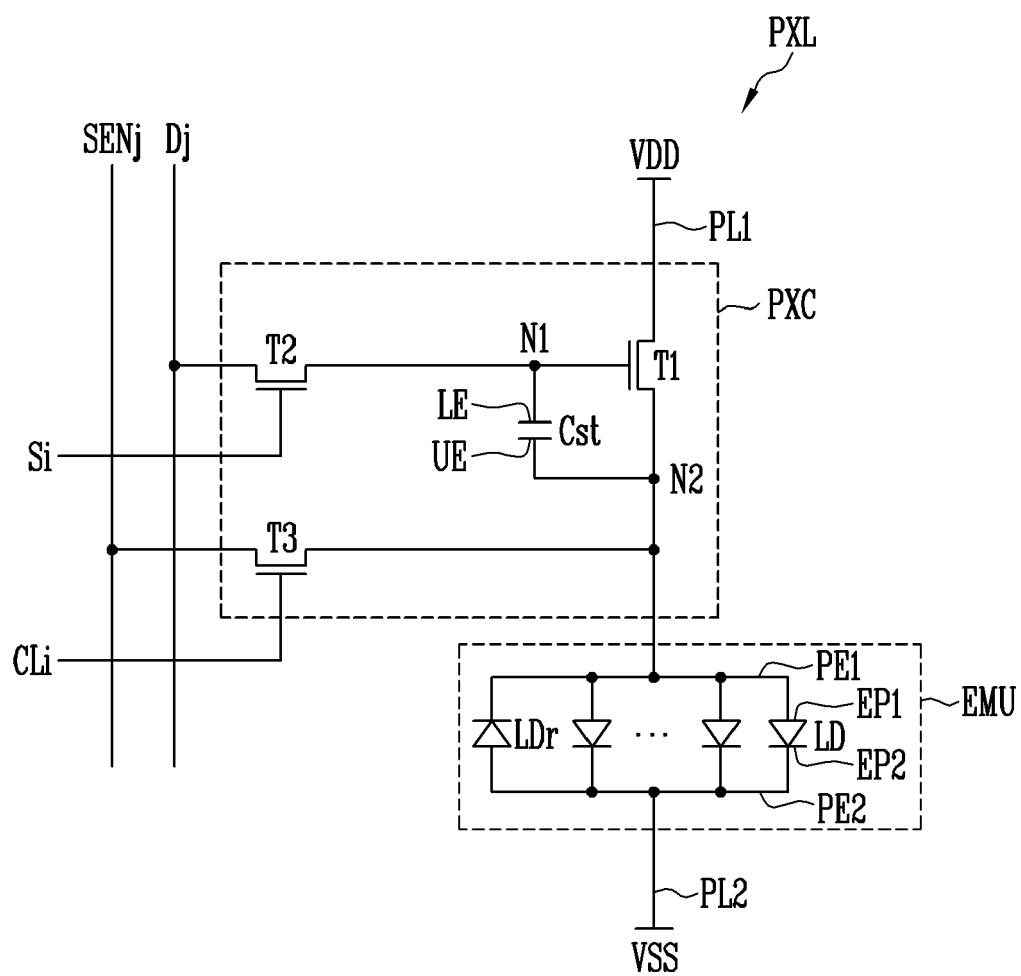 PXL
SENj Dj
VDD
PL1
PXC
T2
N1
T1
LE
Cst
Si
UE
N2
T3
CLi
PE1
EP1
EMU
LDr
...
LD
EP2
PE2
PL2
VSS